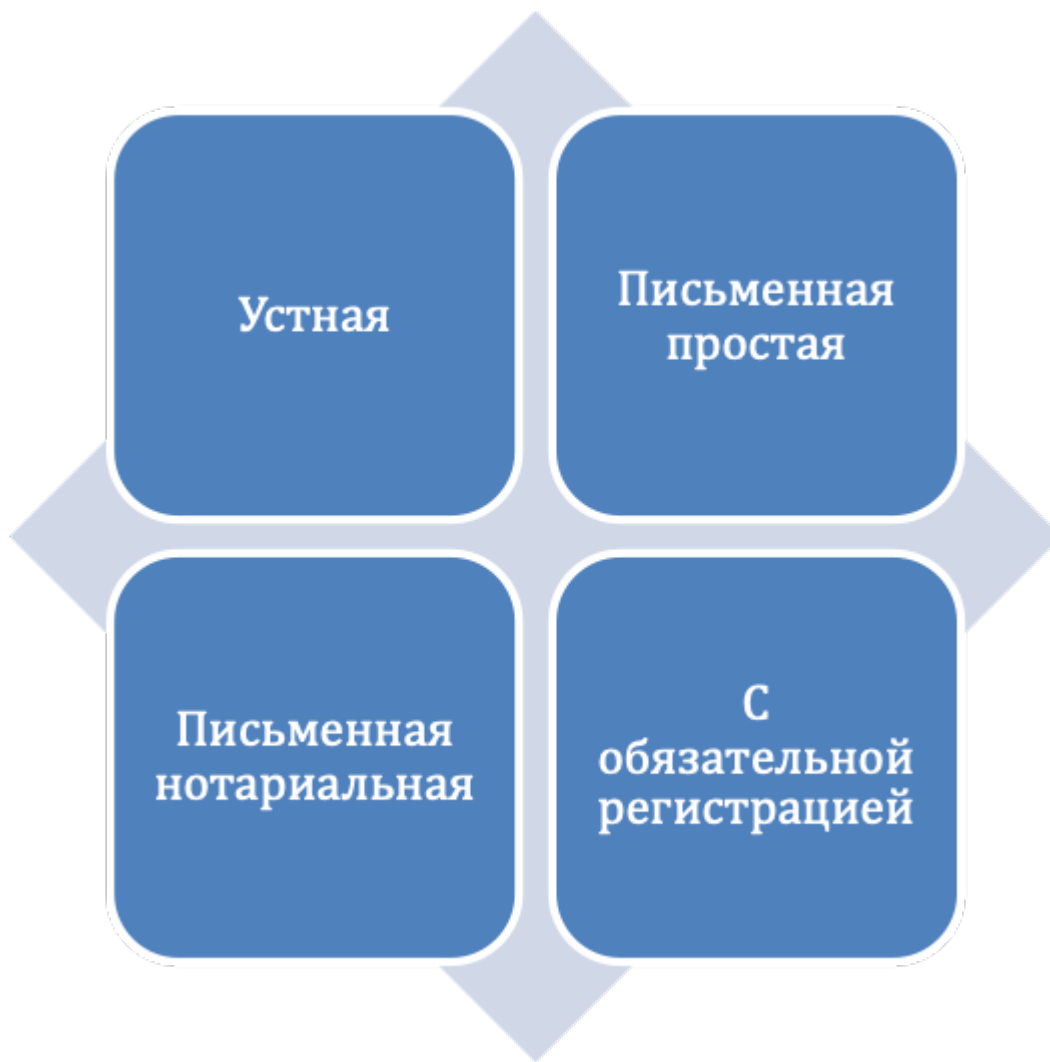 Устная
Письменная
простая
Письменная
нотариальная
С
обязательной
регистрацией